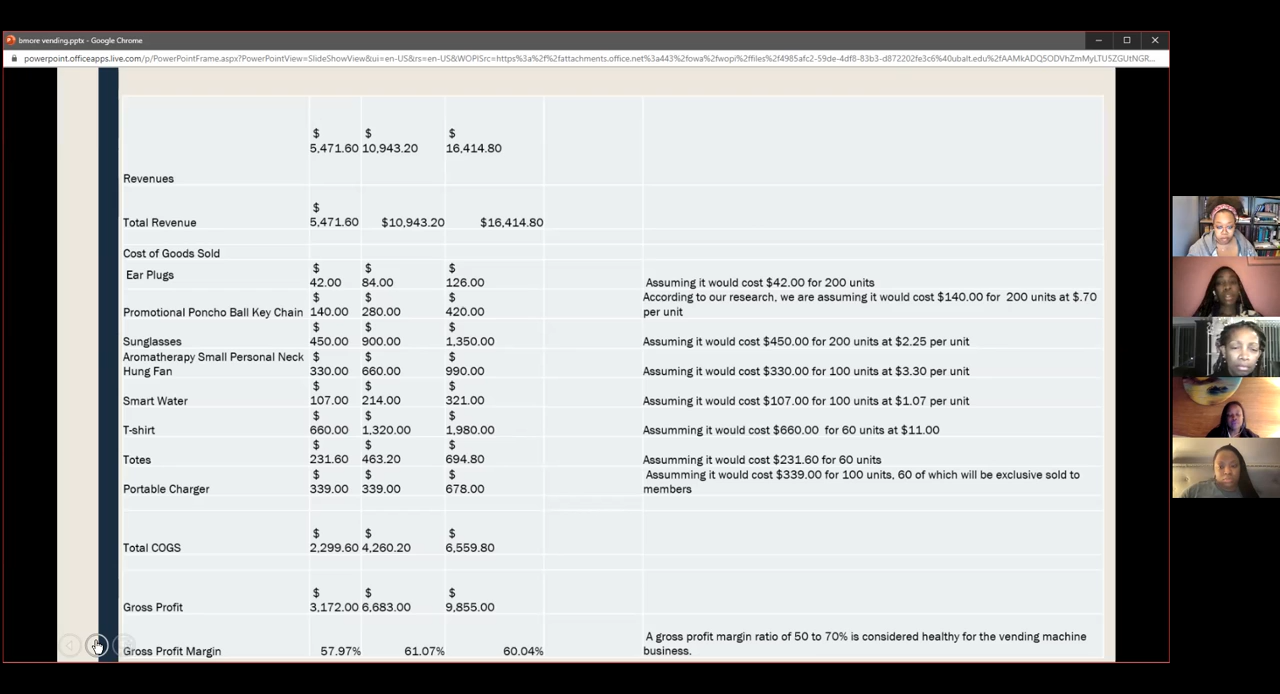 bmore vending.pptx - Google Chrome
powerpoint.officeapps.live.com/p/PowerPointFrame.aspx?PowerPointView=SlideShowView&ui=en-US&rs=en-US&WOPISrc=https%3a%2f%2fattachments.office.net%3a443%2fowa%2fwopi%2ffiles%2f4985afc2-59de-4df8-83b3-d872202fe3c6%40ubalt.edu%2fAAMkADQ5ODVhZmMyLTU5ZGUtNGR...
$ $ $
5,471.60 10,943.20 16,414.80
Revenues
$
Total Revenue 5,471.60 $10,943.20 $16,414.80
Cost of Goods Sold
Ear Plugs $ $ $
42.00 84.00 126.00 Assuming it would cost $42.00 for 200 units
$ $ $ According to our research, we are assuming it would cost $140.00 for 200 units at $.70
Promotional Poncho Ball Key Chain 140.00 280.00 420.00 per unit
$ $ $
Sunglasses 450.00 900.00 1,350.00 Assuming it would cost $450.00 for 200 units at $2.25 per unit
Aromatherapy Small Personal Neck $ $ $
Hung Fan 330.00 660.00 990.00 Assuming it would cost $330.00 for 100 units at $3.30 per unit
$ $ $
Smart Water 107.00 214.00 321.00 Assuming it would cost $107.00 for 100 units at $1.07 per unit
$ $ $
T-shirt 660.00 1,320.00 1,980.00 Assumming it would cost $660.00 for 60 units at $11.00
$ $ $
Totes 231.60 463.20 694.80 Assumming it would cost $231.60 for 60 units
$ $ $ Assumming it would cost $339.00 for 100 units, 60 of which will be exclusive sold to
Portable Charger 339.00 339.00 678.00 members
$ $ $
Total COGS 2,299.60 4,260.20 6,559.80
$ $ $
Gross Profit 3,172.00 6,683.00 9,855.00
A gross profit margin ratio of 50 to 70% is considered healthy for the vending machine
Gross Profit Margin 57.97% 61.07% 60.04% business.